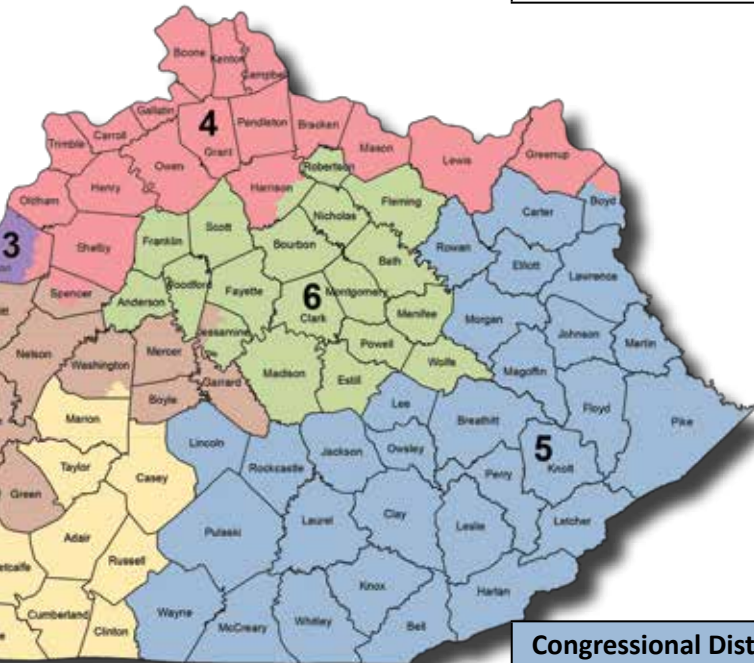 Boone
Kenton
Campbe
Gallatin
Carroll
Trimble
4
Grant
Pendleton
Bracken
Mason
Lewis
Greenup
Owen
Robertson
Henry
Harrison
Oldham
Fleming
Carter
Boyd
Nicholas
Scott
Franklin
3
on
Shelby
Bourbon
Rowan
Bath
Elliott
Lawrence
Woodford
Fayette
6
Clark
Montgomery
Spencer
Anderson
Menifee
Morgan
essamine
Johnson
Martin
Powell
Nelson
Mercer
Washington
Wolfe
Magoffin
Madison
Estill
Garrard
Boyle
Lee
Floyd
Marion
Breathitt
Pike
Lincoln
Jackson
Owsley
5
Knott
Taylor
Rockcastle
Perry
Casey
Green
Clay
Laurel
Leslie
Letcher
Pulaski
Adair
Russell
etcalfe
Knox
Harlan
Wayne
Cumberland
Whitley
McCreary
Bell
Clinton
e
Congressional Dist